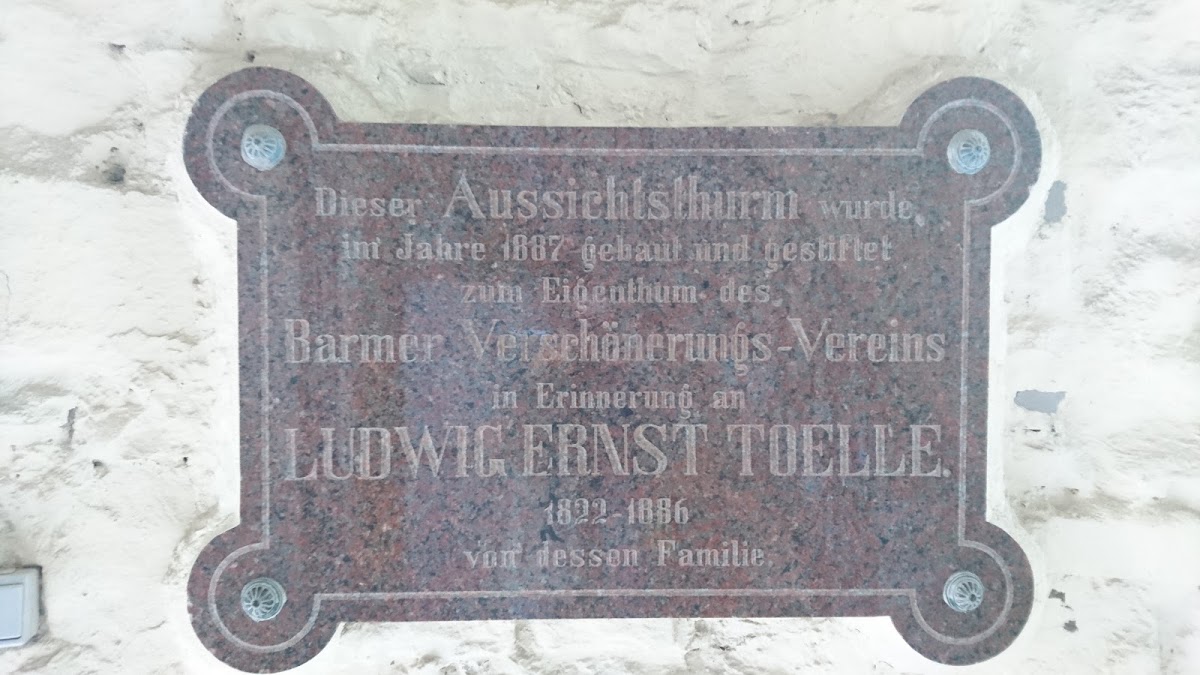 Dieser Aussichtsthurm wurde
im Jahre 1887 gebaut und gestiftet
zum Eigenthum des
Barmer Verschönerungs-Vereins
in Erinnerung an
LUDWIG ERNST TOELLE.
1822-1886
von dessen Familie.